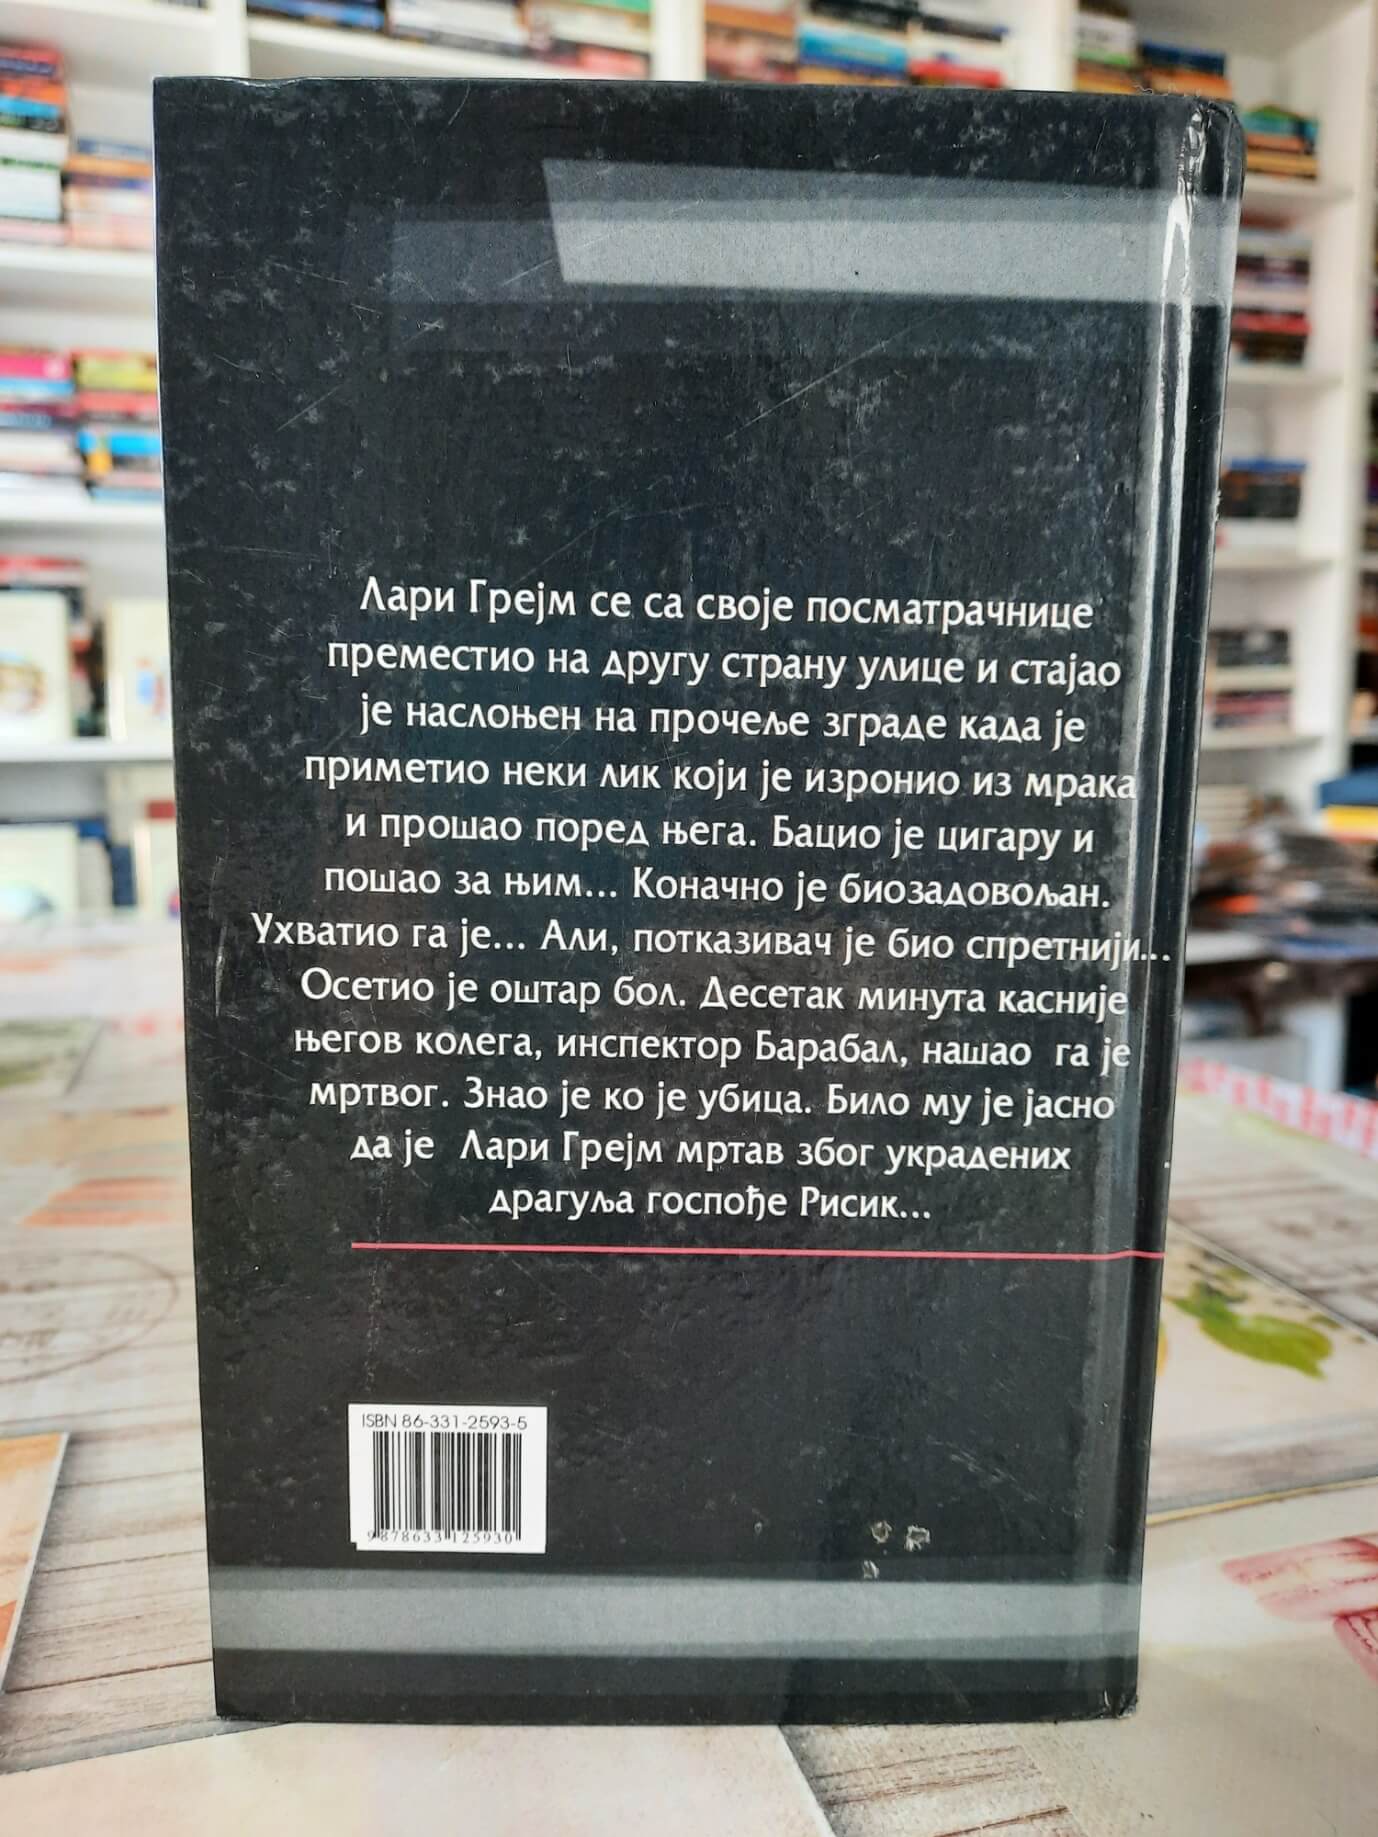 Лари Грејм се са своје посматрачнице
преместио на другу страну улице и стајао
је наслоњен на прочеље зграде када је
приметио неки лик који је изронио из мрака
и прошао поред њега. Бацио је цигару и
пошао за њим... Коначно је биозадовољан.
Ухватио га је... Али, потказивач је био спретнији...
Осетио је оштар бол. Десетак минута касније
његов колега, инспектор Барабал, нашао га је
мртвог. Знао је ко је убица. Било му је јасно
да је Лари Грејм мртав због украдених
драгуља госпође Рисик...
ISBN 86-331-2593-5
9788633125930